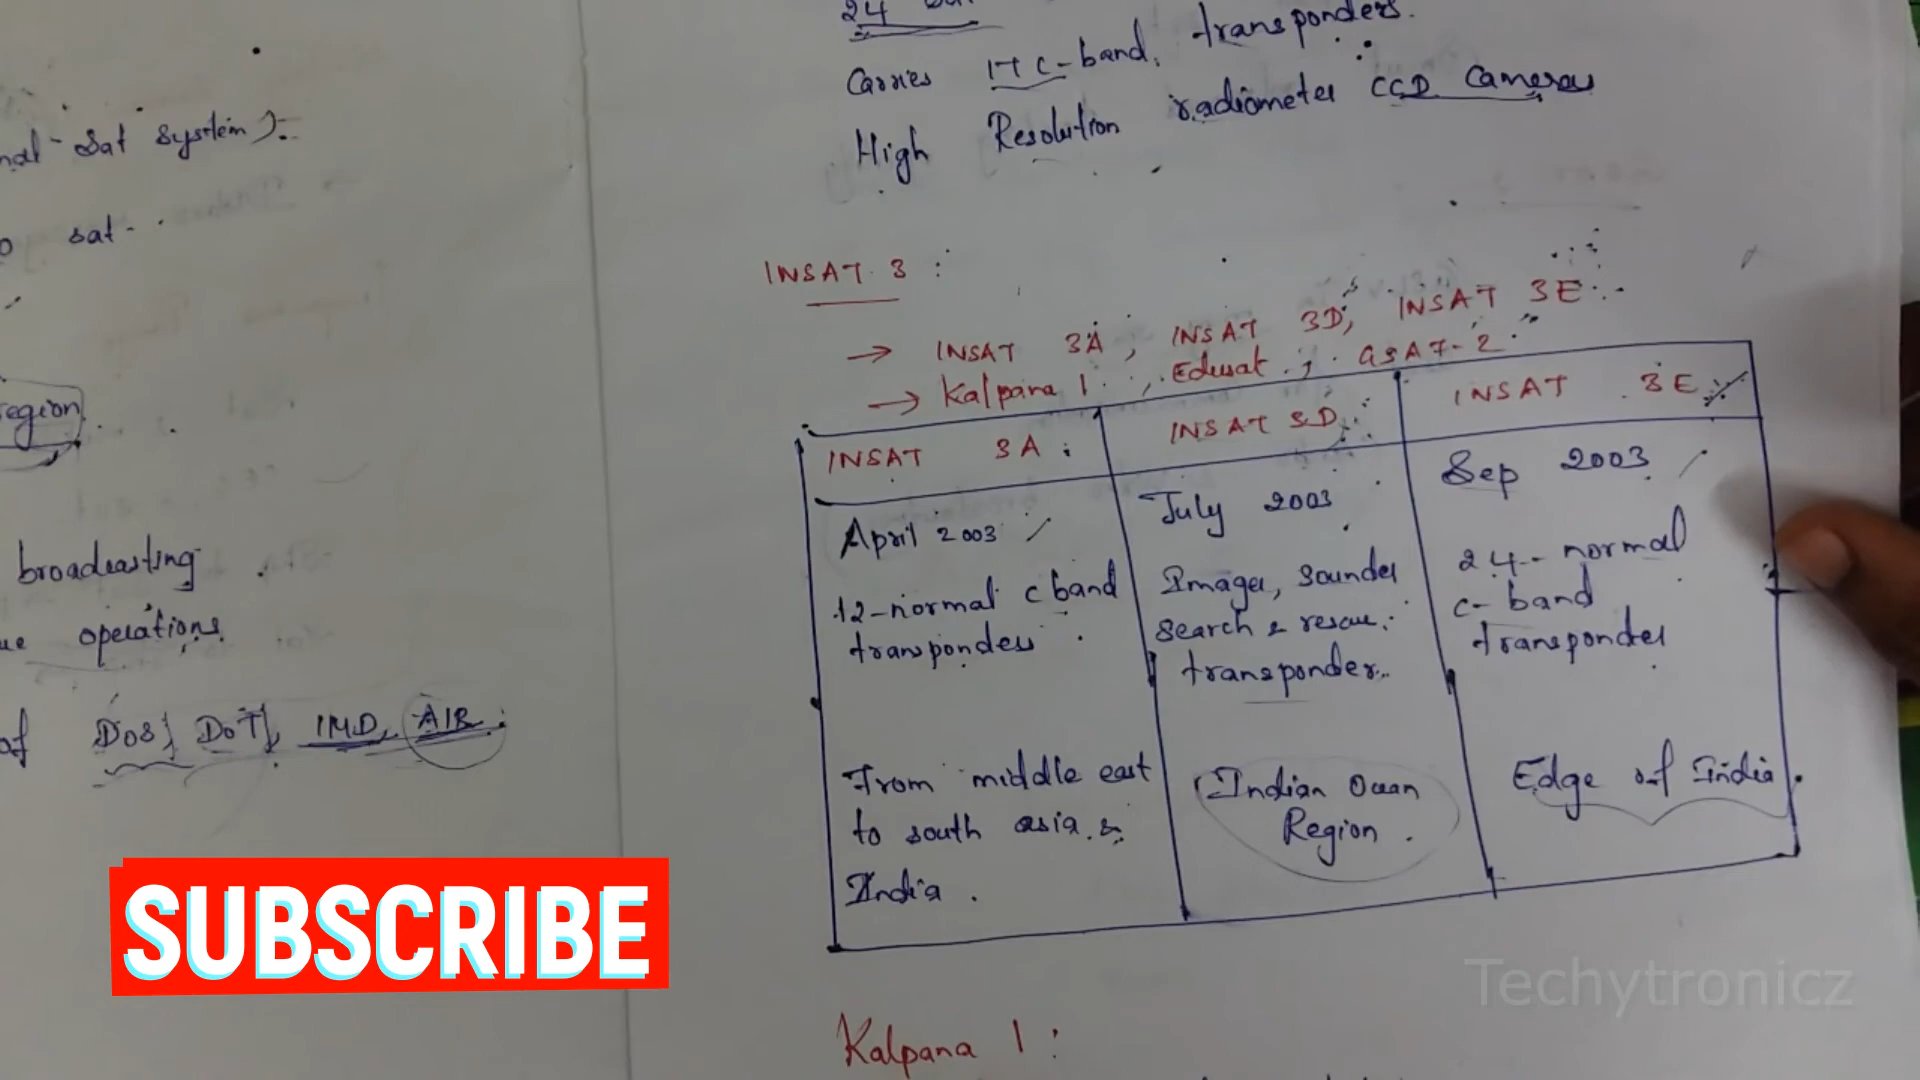 nal - Sat system):-
sat-
region
broadcasting
operations
of DOS, DOT, IMD, AIR.
24
Carries 17 C-band, transponders.
High Resolution radiometer CCD cameras
INSAT 3 :
→ INSAT 3A, INSAT 3D, INSAT 3E
→ Kalpana 1, Edusat, GSAT-2
INSAT 3A :
April 2003
12-normal c band
transponders
From middle east
to south asia &
India.
INSAT 3D
July 2003
Imager, sounder
search & rescue
transponder.
Indian Ocean
Region.
INSAT 3E
Sep 2003
24-normal
c-band
transponder
Edge of India.
Kalpana 1 :
SUBSCRIBE
Techytronicz